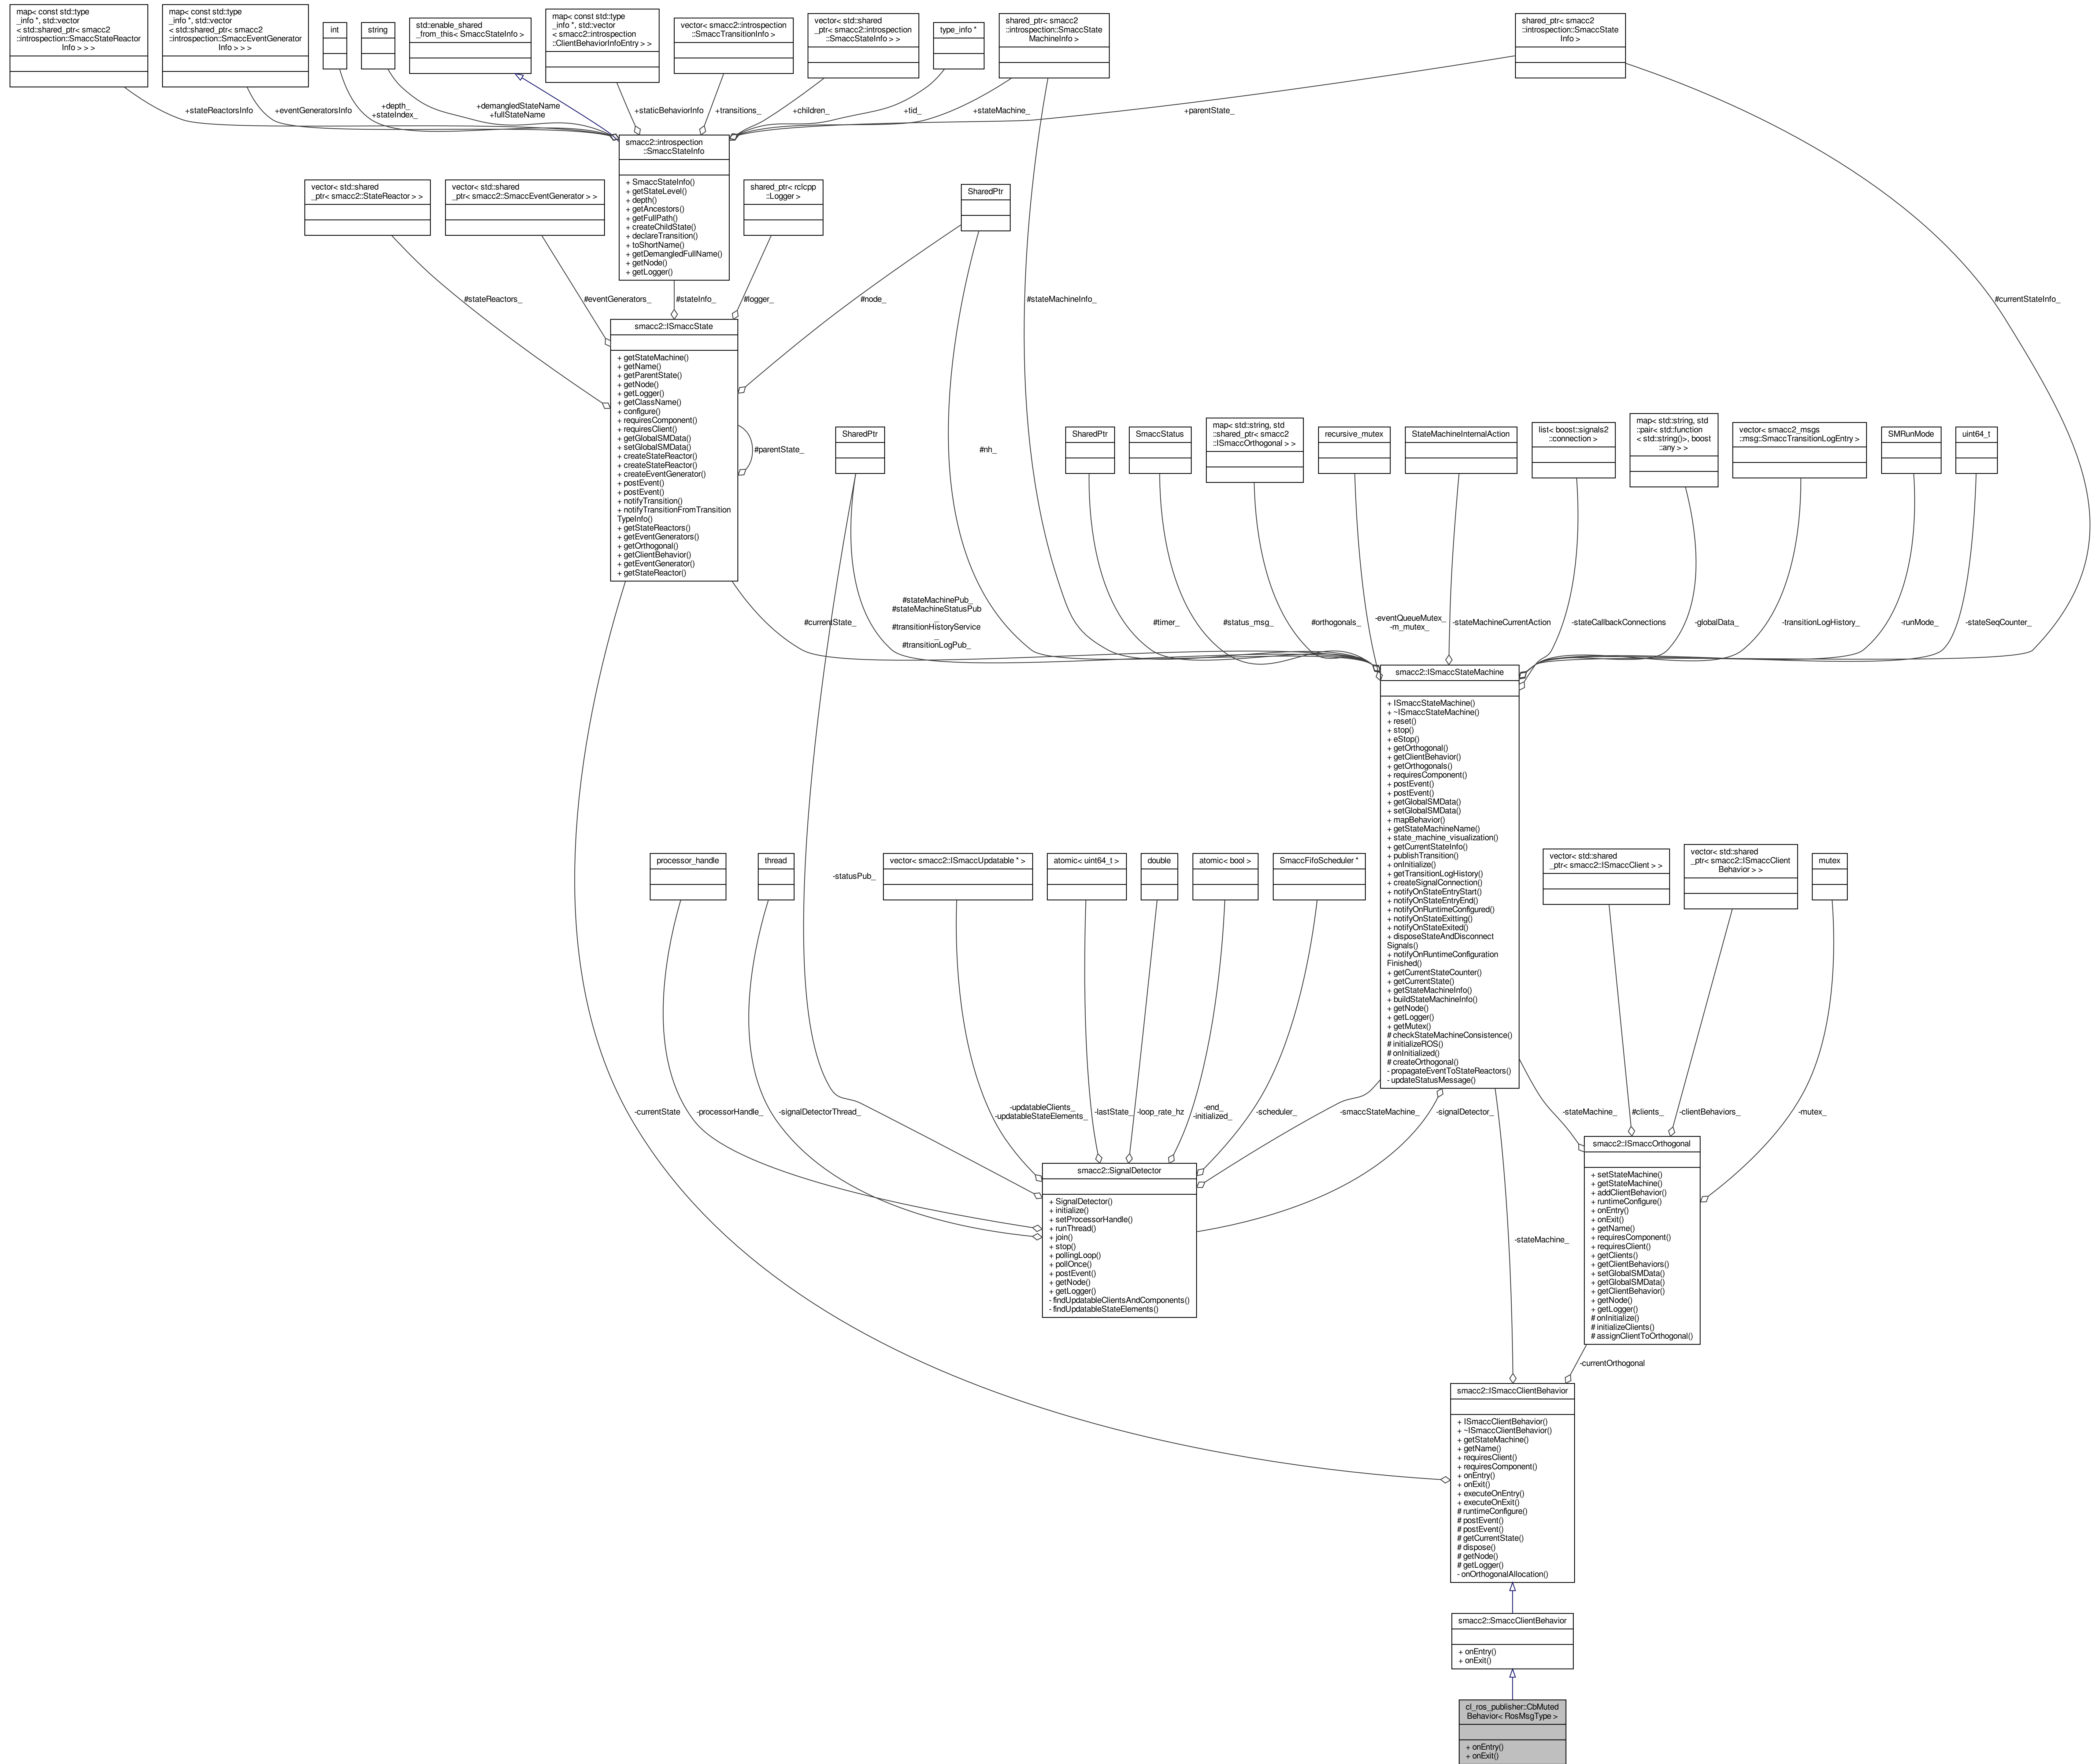 map< const std::type
_info *, std::vector
< std::shared_ptr< smacc2
::introspection::SmaccStateReactor
Info > > >
map< const std::type
_info *, std::vector
< std::shared_ptr< smacc2
::introspection::SmaccEventGenerator
Info > > >
int
string
std::enable_shared
_from_this< SmaccStateInfo >
map< const std::type
_info *, std::vector
< smacc2::introspection
::ClientBehaviorInfoEntry > >
vector< smacc2::introspection
::SmaccTransitionInfo >
vector< std::shared
_ptr< smacc2::introspection
::SmaccStateInfo > >
type_info *
shared_ptr< smacc2
::introspection::SmaccState
MachineInfo >
shared_ptr< smacc2
::introspection::SmaccState
Info >
+stateReactorsInfo
+eventGeneratorsInfo
+depth_
+stateIndex_
+demangledStateName
+fullStateName
+staticBehaviorInfo
+transitions_
+children_
+tid_
+stateMachine_
+parentState_
smacc2::introspection
::SmaccStateInfo
+ SmaccStateInfo()
+ getStateLevel()
+ depth()
+ getAncestors()
+ getFullPath()
+ createChildState()
+ declareTransition()
+ toShortName()
+ getDemangledFullName()
+ getNode()
+ getLogger()
vector< std::shared
_ptr< smacc2::StateReactor > >
vector< std::shared
_ptr< smacc2::SmaccEventGenerator > >
shared_ptr< rclcpp
::Logger >
SharedPtr
#stateReactors_
#eventGenerators_
#stateInfo_
#logger_
#node_
#stateMachineInfo_
#currentStateInfo_
smacc2::ISmaccState
+ getStateMachine()
+ getName()
+ getParentState()
+ getNode()
+ getLogger()
+ getClassName()
+ configure()
+ requiresComponent()
+ requiresClient()
+ getGlobalSMData()
+ setGlobalSMData()
+ createStateReactor()
+ createStateReactor()
+ createEventGenerator()
+ postEvent()
+ postEvent()
+ notifyTransition()
+ notifyTransitionFromTransition
TypeInfo()
+ getStateReactors()
+ getEventGenerators()
+ getOrthogonal()
+ getClientBehavior()
+ getEventGenerator()
+ getStateReactor()
#parentState_
SharedPtr
#nh_
SharedPtr
SmaccStatus
map< std::string, std
::shared_ptr< smacc2
::ISmaccOrthogonal > >
recursive_mutex
StateMachineInternalAction
list< boost::signals2
::connection >
map< std::string, std
::pair< std::function
< std::string()>, boost
::any > >
vector< smacc2_msgs
::msg::SmaccTransitionLogEntry >
SMRunMode
uint64_t
#currentState_
#stateMachinePub_
#stateMachineStatusPub
_
#transitionHistoryService
_
#transitionLogPub_
#timer_
#status_msg_
#orthogonals_
-eventQueueMutex_
-m_mutex_
-stateMachineCurrentAction
-stateCallbackConnections
-globalData_
-transitionLogHistory_
-runMode_
-stateSeqCounter_
smacc2::ISmaccStateMachine
+ ISmaccStateMachine()
+ ~ISmaccStateMachine()
+ reset()
+ stop()
+ eStop()
+ getOrthogonal()
+ getClientBehavior()
+ getOrthogonals()
+ requiresComponent()
+ postEvent()
+ postEvent()
+ getGlobalSMData()
+ setGlobalSMData()
+ mapBehavior()
+ getStateMachineName()
+ state_machine_visualization()
+ getCurrentStateInfo()
+ publishTransition()
+ onInitialize()
+ getTransitionLogHistory()
+ createSignalConnection()
+ notifyOnStateEntryStart()
+ notifyOnStateEntryEnd()
+ notifyOnRuntimeConfigured()
+ notifyOnStateExitting()
+ notifyOnStateExited()
+ disposeStateAndDisconnect
Signals()
+ notifyOnRuntimeConfiguration
Finished()
+ getCurrentStateCounter()
+ getCurrentState()
+ getStateMachineInfo()
+ buildStateMachineInfo()
+ getNode()
+ getLogger()
+ getMutex()
# checkStateMachineConsistence()
# initializeROS()
# onInitialized()
# createOrthogonal()
- propagateEventToStateReactors()
- updateStatusMessage()
processor_handle
thread
-statusPub_
vector< smacc2::ISmaccUpdatable * >
atomic< uint64_t >
double
atomic< bool >
SmaccFifoScheduler *
vector< std::shared
_ptr< smacc2::ISmaccClient > >
vector< std::shared
_ptr< smacc2::ISmaccClient
Behavior > >
mutex
-currentState
-processorHandle_
-signalDetectorThread_
-updatableClients_
-updatableStateElements_
-lastState_
-loop_rate_hz
-end_
-initialized_
-scheduler_
-smaccStateMachine_
-signalDetector_
-stateMachine_
#clients_
-clientBehaviors_
-mutex_
smacc2::SignalDetector
+ SignalDetector()
+ initialize()
+ setProcessorHandle()
+ runThread()
+ join()
+ stop()
+ pollingLoop()
+ pollOnce()
+ postEvent()
+ getNode()
+ getLogger()
- findUpdatableClientsAndComponents()
- findUpdatableStateElements()
smacc2::ISmaccOrthogonal
+ setStateMachine()
+ getStateMachine()
+ addClientBehavior()
+ runtimeConfigure()
+ onEntry()
+ onExit()
+ getName()
+ requiresComponent()
+ requiresClient()
+ getClients()
+ getClientBehaviors()
+ setGlobalSMData()
+ getGlobalSMData()
+ getClientBehavior()
+ getNode()
+ getLogger()
# onInitialize()
# initializeClients()
# assignClientToOrthogonal()
-stateMachine_
-currentOrthogonal
smacc2::ISmaccClientBehavior
+ ISmaccClientBehavior()
+ ~ISmaccClientBehavior()
+ getStateMachine()
+ getName()
+ requiresClient()
+ requiresComponent()
+ onEntry()
+ onExit()
+ executeOnEntry()
+ executeOnExit()
# runtimeConfigure()
# postEvent()
# postEvent()
# getCurrentState()
# dispose()
# getNode()
# getLogger()
- onOrthogonalAllocation()
smacc2::SmaccClientBehavior
+ onEntry()
+ onExit()
cl_ros_publisher::CbMuted
Behavior< RosMsgType >
+ onEntry()
+ onExit()